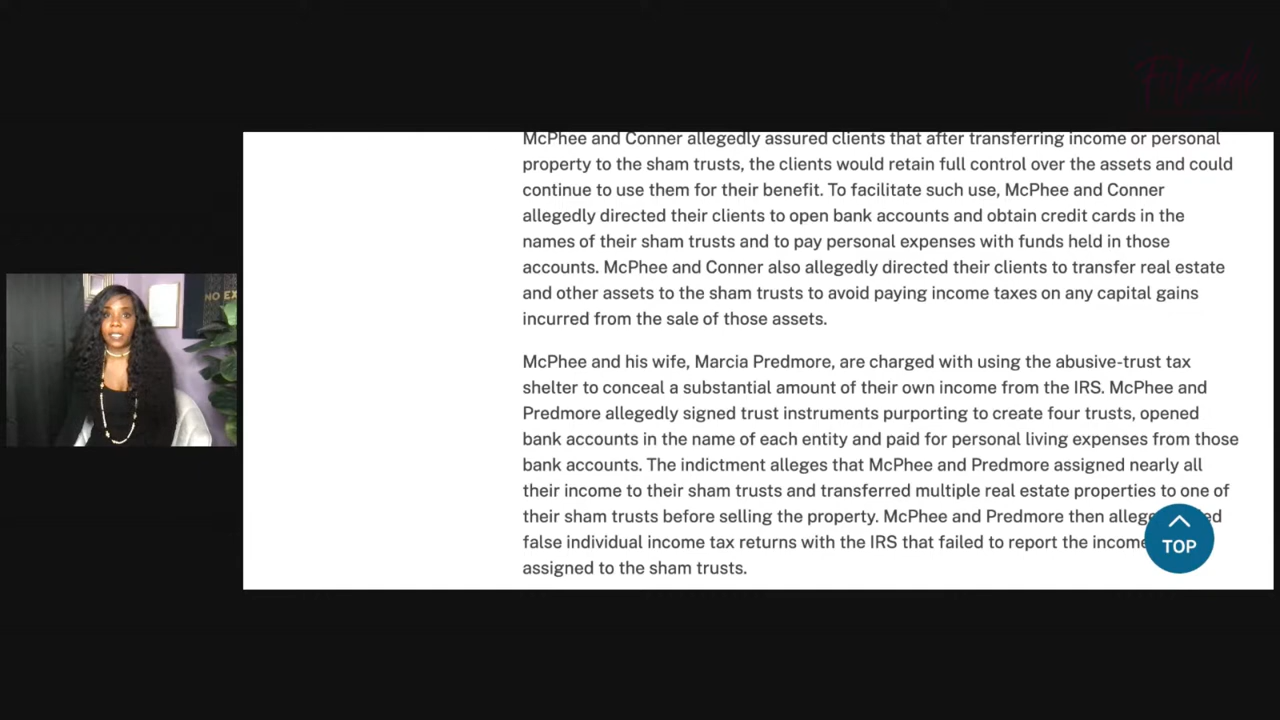 McPhee and Conner allegedly assured clients that after transferring income or personal
property to the sham trusts, the clients would retain full control over the assets and could
continue to use them for their benefit. To facilitate such use, McPhee and Conner
allegedly directed their clients to open bank accounts and obtain credit cards in the
names of their sham trusts and to pay personal expenses with funds held in those
accounts. McPhee and Conner also allegedly directed their clients to transfer real estate
and other assets to the sham trusts to avoid paying income taxes on any capital gains
incurred from the sale of those assets.
McPhee and his wife, Marcia Predmore, are charged with using the abusive-trust tax
shelter to conceal a substantial amount of their own income from the IRS. McPhee and
Predmore allegedly signed trust instruments purporting to create four trusts, opened
bank accounts in the name of each entity and paid for personal living expenses from those
bank accounts. The indictment alleges that McPhee and Predmore assigned nearly all
their income to their sham trusts and transferred multiple real estate properties to one of
their sham trusts before selling the property. McPhee and Predmore then
false individual income tax returns with the IRS that failed to report the income
assigned to the sham trusts.
TOP
NO EX